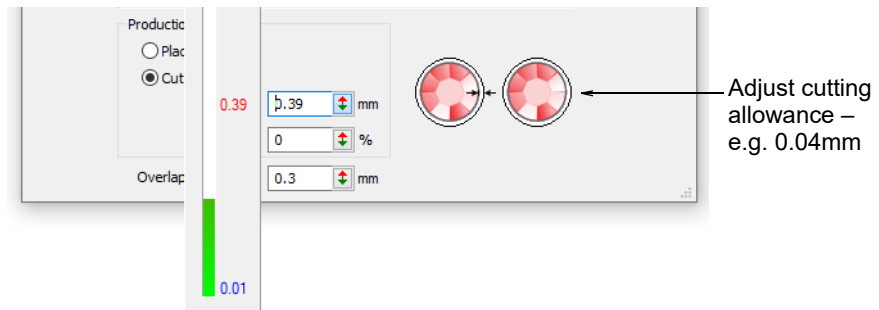 Productio
Plac
Cut
0.39 0.39 mm
0 %
Overlap 0.3 mm
0.01
Adjust cutting
allowance –
e.g. 0.04mm